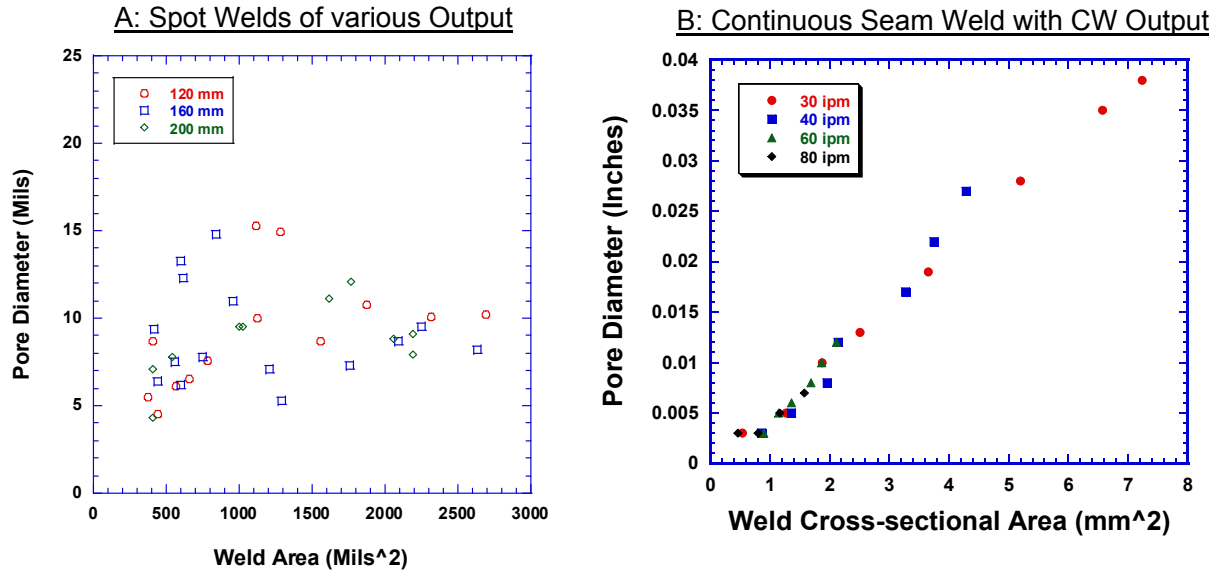 A: Spot Welds of various Output
25
20
15
10
5
0
0 500 1000 1500 2000 2500 3000
Pore Diameter (Mils)
Weld Area (Mils^2)
120 mm
160 mm
200 mm
B: Continuous Seam Weld with CW Output
0.04
0.035
0.03
0.025
0.02
0.015
0.01
0.005
0
0 1 2 3 4 5 6 7 8
Pore Diameter (Inches)
Weld Cross-sectional Area (mm^2)
30 ipm
40 ipm
60 ipm
80 ipm